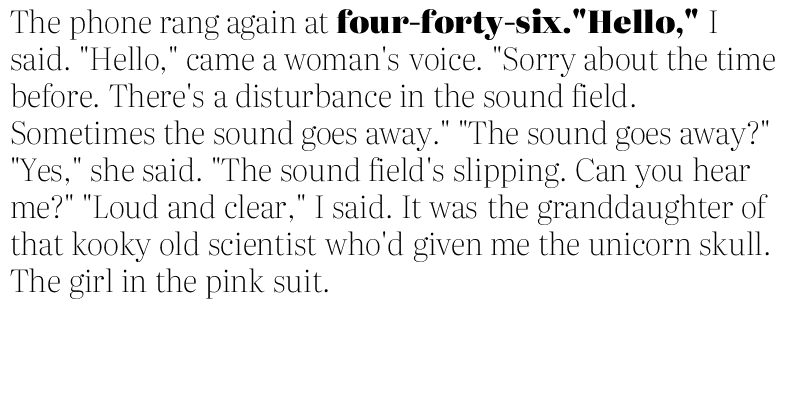 The phone rang again at four-forty-six."Hello," I
said. "Hello," came a woman's voice. "Sorry about the time
before. There's a disturbance in the sound field.
Sometimes the sound goes away." "The sound goes away?"
"Yes," she said. "The sound field's slipping. Can you hear
me?" "Loud and clear," I said. It was the granddaughter of
that kooky old scientist who'd given me the unicorn skull.
The girl in the pink suit.